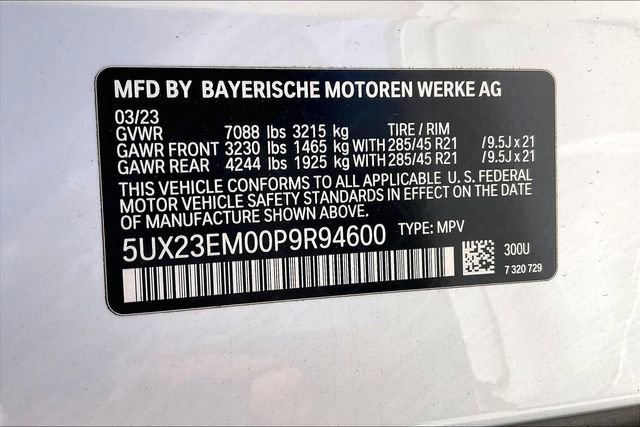 MFD BY BAYERISCHE MOTOREN WERKE AG
03/23
GVWR 7088 lbs 3215 kg TIRE / RIM
GAWR FRONT 3230 lbs 1465 kg WITH 285/45 R21 / 9.5J x 21
GAWR REAR 4244 lbs 1925 kg WITH 285/45 R21 / 9.5J x 21
THIS VEHICLE CONFORMS TO ALL APPLICABLE U. S. FEDERAL
MOTOR VEHICLE SAFETY STANDARDS IN EFFECT ON THE DATE
OF MANUFACTURE SHOWN ABOVE.
5UX23EM00P9R94600 TYPE: MPV
300U
7 320 729